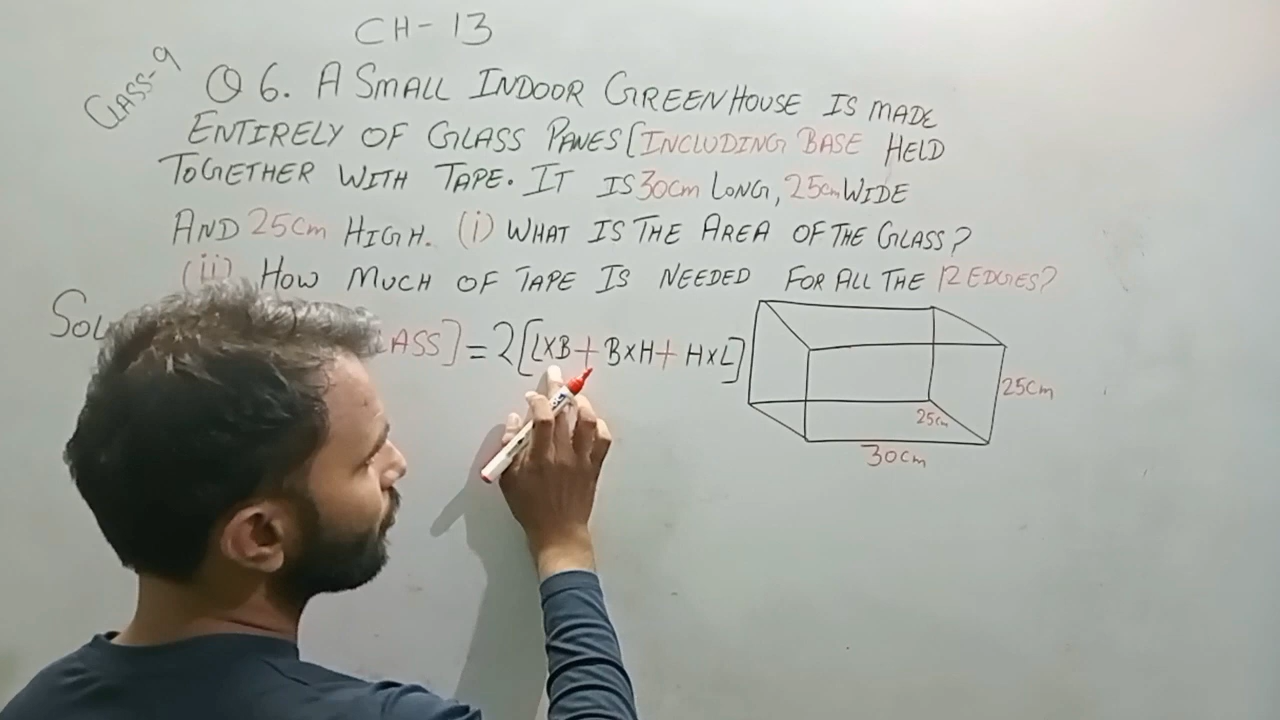 CH-13
CLASS-9
Q 6. A SMALL INDOOR GREENHOUSE IS MADE
ENTIRELY OF GLASS PANES [INCLUDING BASE HELD
TOGETHER WITH TAPE. IT IS 30cm LONG, 25cm WIDE
AND 25cm HIGH. (i) WHAT IS THE AREA OF THE GLASS?
(ii) HOW MUCH OF TAPE IS NEEDED FOR ALL THE 12 EDGES?
SOL
LASS] = 2[L×B + B×H + H×L]
25cm
25cm
30cm